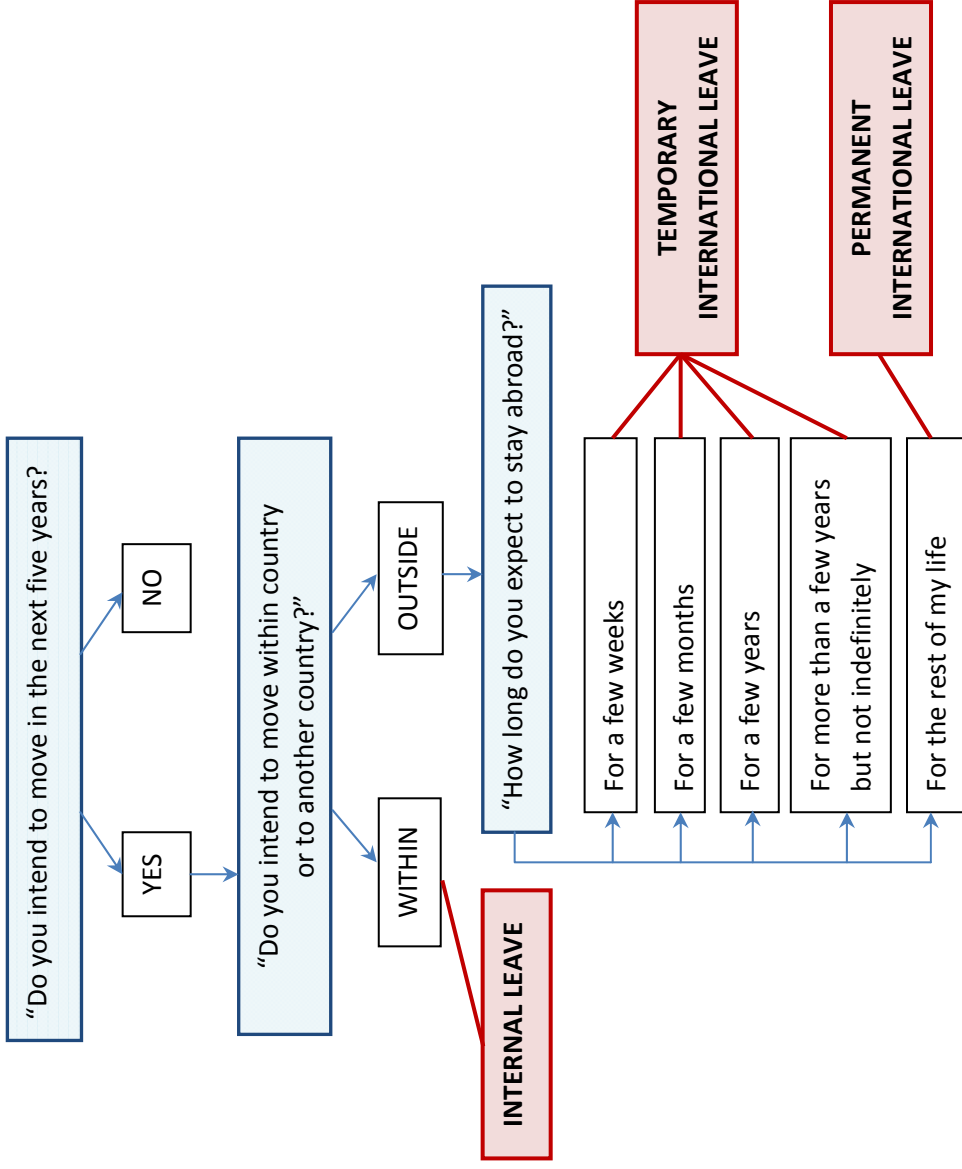 “Do you intend to move in the next five years?
YES
NO
“Do you intend to move within country
or to another country?”
WITHIN
OUTSIDE
INTERNAL LEAVE
“How long do you expect to stay abroad?”
For a few weeks
For a few months
For a few years
For more than a few years
but not indefinitely
For the rest of my life
TEMPORARY
INTERNATIONAL LEAVE
PERMANENT
INTERNATIONAL LEAVE